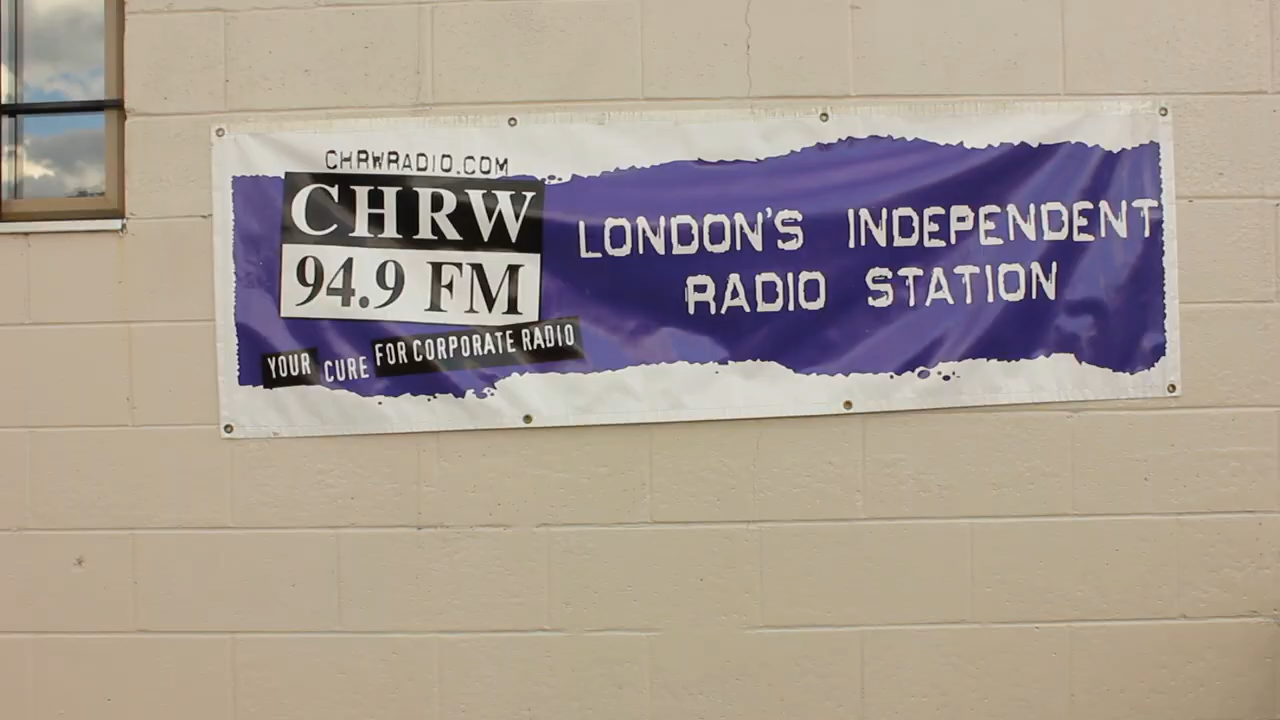 CHRWRADIO.COM
CHRW
94.9 FM
YOUR CURE FOR CORPORATE RADIO
LONDON'S INDEPENDENT
RADIO STATION